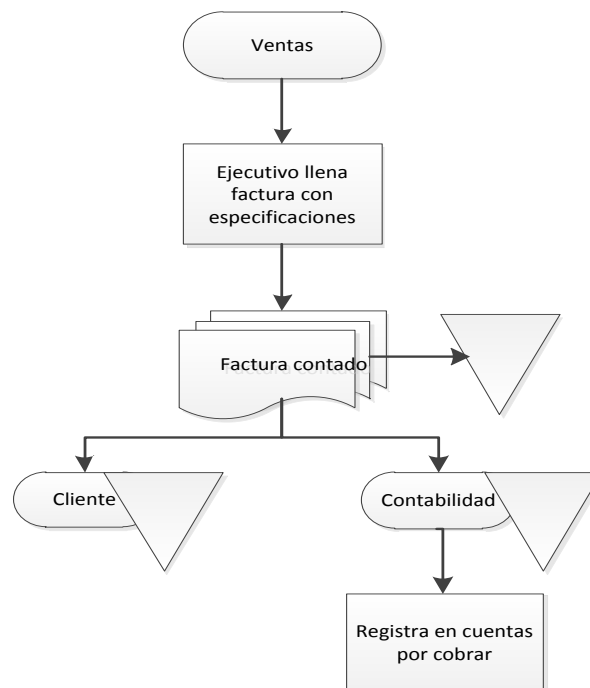 Ventas
Ejecutivo llena
factura con
especificaciones
Factura contado
Cliente
Contabilidad
Registra en cuentas
por cobrar